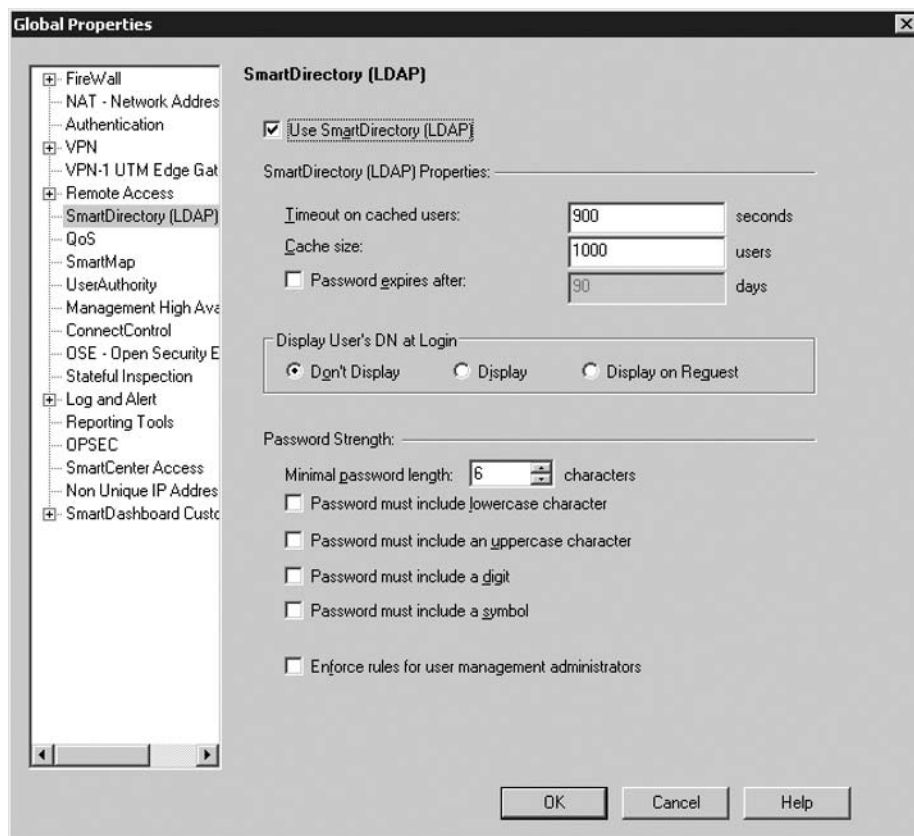 Global Properties
FireWall
NAT - Network Addres
Authentication
VPN
VPN-1 UTM Edge Gat
Remote Access
SmartDirectory (LDAP)
QoS
SmartMap
UserAuthority
Management High Ava
ConnectControl
OSE - Open Security E
Stateful Inspection
Log and Alert
Reporting Tools
OPSEC
SmartCenter Access
Non Unique IP Addres
SmartDashboard Custo
SmartDirectory (LDAP)
Use SmartDirectory (LDAP)
SmartDirectory (LDAP) Properties:
Timeout on cached users: 900 seconds
Cache size: 1000 users
Password expires after: 90 days
Display User's DN at Login
Don't Display Display Display on Request
Password Strength:
Minimal password length: 6 characters
Password must include lowercase character
Password must include an uppercase character
Password must include a digit
Password must include a symbol
Enforce rules for user management administrators
OK Cancel Help